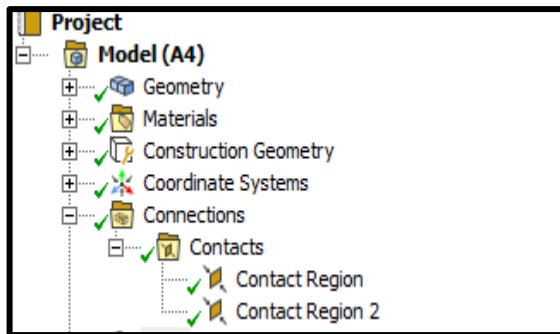 Project
Model (A4)
Geometry
Materials
Construction Geometry
Coordinate Systems
Connections
Contacts
Contact Region
Contact Region 2